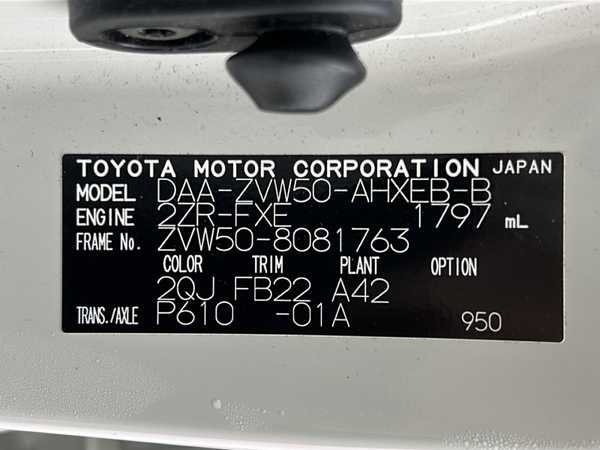 TOYOTA MOTOR CORPORATION JAPAN
MODEL DAA-ZVW50-AHXEB-B
ENGINE 2ZR-FXE 1797 mL
FRAME No. ZVW50-8081763
COLOR TRIM PLANT OPTION
2QJ FB22 A42
TRANS./AXLE P610 -01A 950